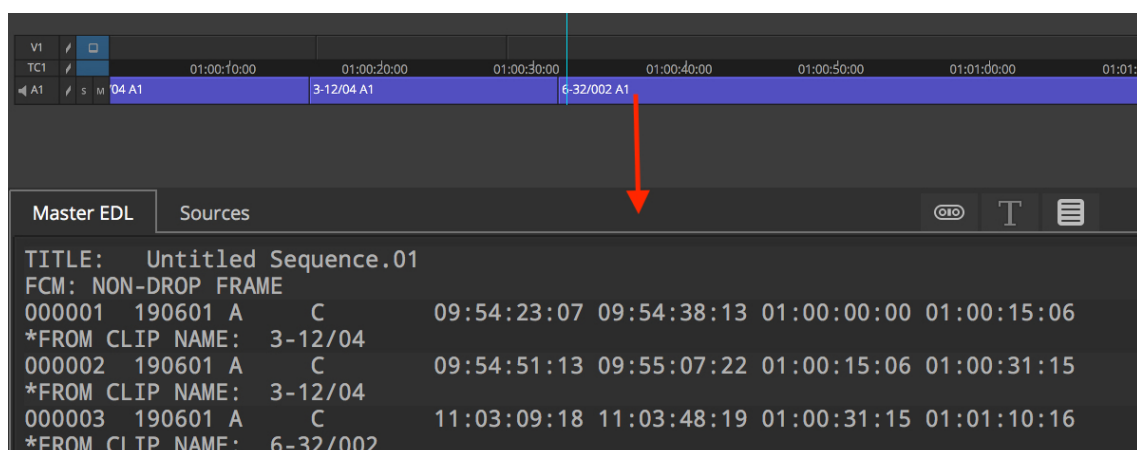 V1
TC1 01:00:10:00 01:00:20:00 01:00:30:00 01:00:40:00 01:00:50:00 01:01:00:00 01:01:
A1 S M '04 A1 3-12/04 A1 6-32/002 A1
Master EDL Sources T
TITLE: Untitled Sequence.01
FCM: NON-DROP FRAME
000001 190601 A C 09:54:23:07 09:54:38:13 01:00:00:00 01:00:15:06
*FROM CLIP NAME: 3-12/04
000002 190601 A C 09:54:51:13 09:55:07:22 01:00:15:06 01:00:31:15
*FROM CLIP NAME: 3-12/04
000003 190601 A C 11:03:09:18 11:03:48:19 01:00:31:15 01:01:10:16
*FROM CLIP NAME: 6-32/002